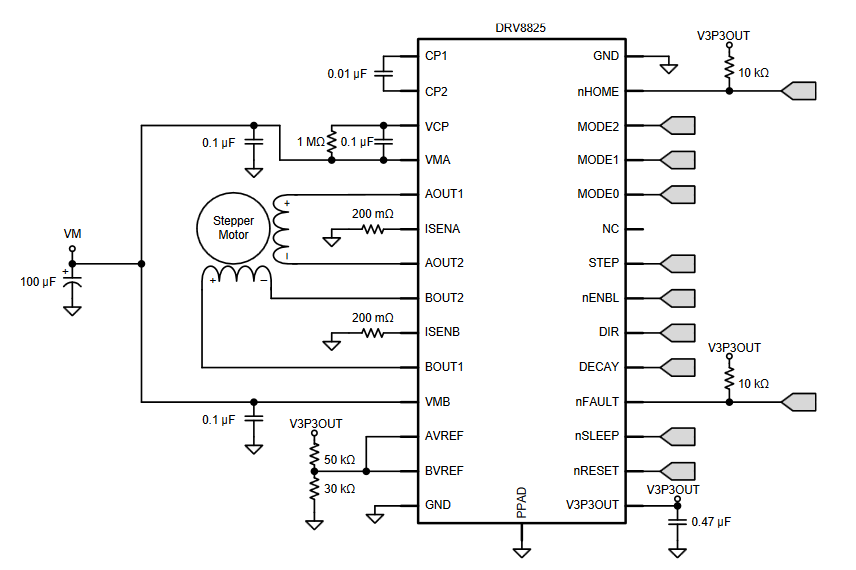 DRV8825
V3P3OUT
CP1
GND
0.01 µF
10 kΩ
CP2
nHOME
VCP
MODE2
0.1 µF
1 MΩ
0.1 µF
VMA
MODE1
AOUT1
MODE0
+
200 mΩ
Stepper
Motor
ISENA
NC
VM
–
AOUT2
STEP
+
100 µF
+
–
BOUT2
nENBL
200 mΩ
ISENB
DIR
V3P3OUT
BOUT1
DECAY
10 kΩ
VMB
nFAULT
0.1 µF
V3P3OUT
AVREF
nSLEEP
50 kΩ
BVREF
nRESET
30 kΩ
V3P3OUT
GND
PPAD
V3P3OUT
0.47 µF